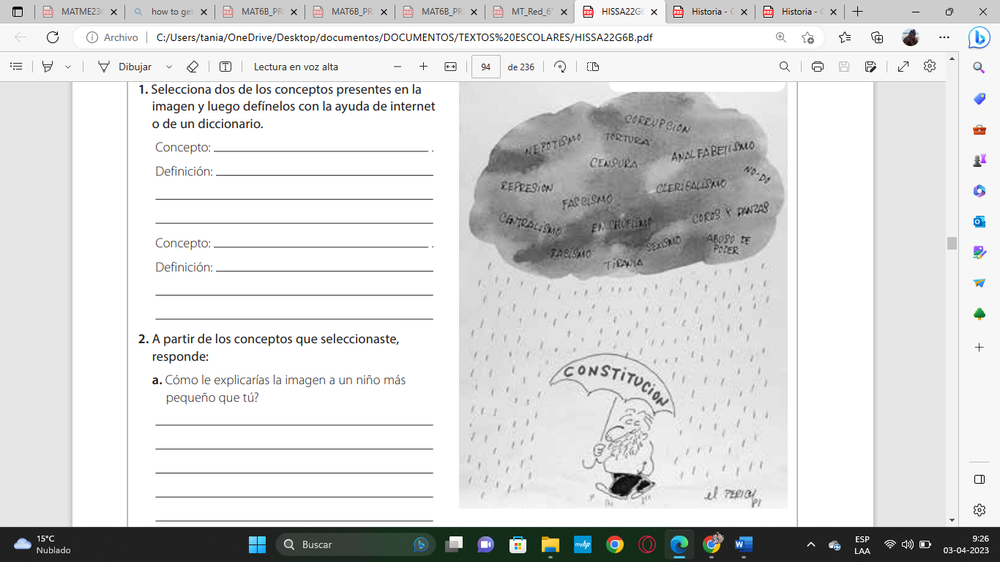 MATME23G
how to get
MAT6B_PR
MAT6B_PR
MAT6B_PR
MT_Red_6°
HISSA22G6
Historia - G
Historia - G
Archivo
C:/Users/tania/OneDrive/Desktop/documentos/DOCUMENTOS/TEXTOS%20ESCOLARES/HISSA22G6B.pdf
Dibujar
Lectura en voz alta
94
de 236
1. Selecciona dos de los conceptos presentes en la
imagen y luego defínelos con la ayuda de internet
o de un diccionario.
Concepto: .
Definición:
Concepto: .
Definición:
2. A partir de los conceptos que seleccionaste,
responde:
a. Cómo le explicarías la imagen a un niño más
pequeño que tú?
CORRUPCION
NEPOTISMO
TORTURA
CENSURA
ANALFABETISMO
NO-DO
REPRESION
CLERICALISMO
FASCISMO
CENTRALISMO
ENCHUFISMO
COROS Y DANZAS
RACISMO
SEXISMO
ABUSO DE
PODER
TIRANIA
CONSTITUCION
el PERICH
15°C
Nublado
Buscar
myhp
ESP
LAA
9:26
03-04-2023